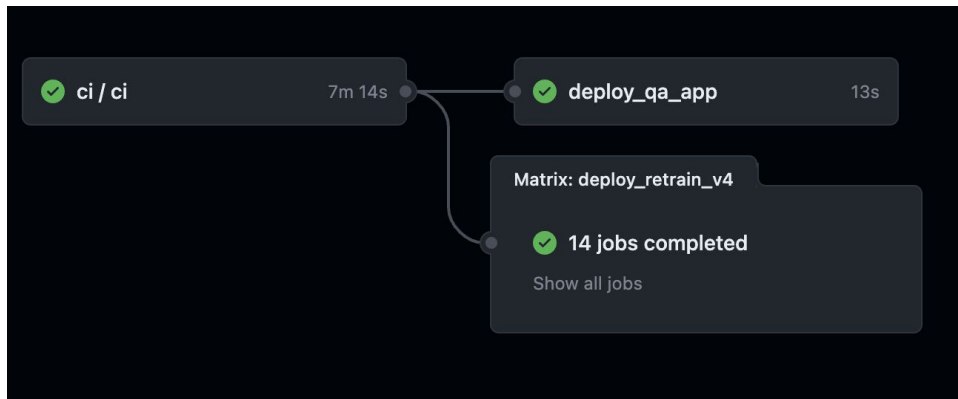 ci / ci 7m 14s
deploy_qa_app 13s
Matrix: deploy_retrain_v4
14 jobs completed
Show all jobs